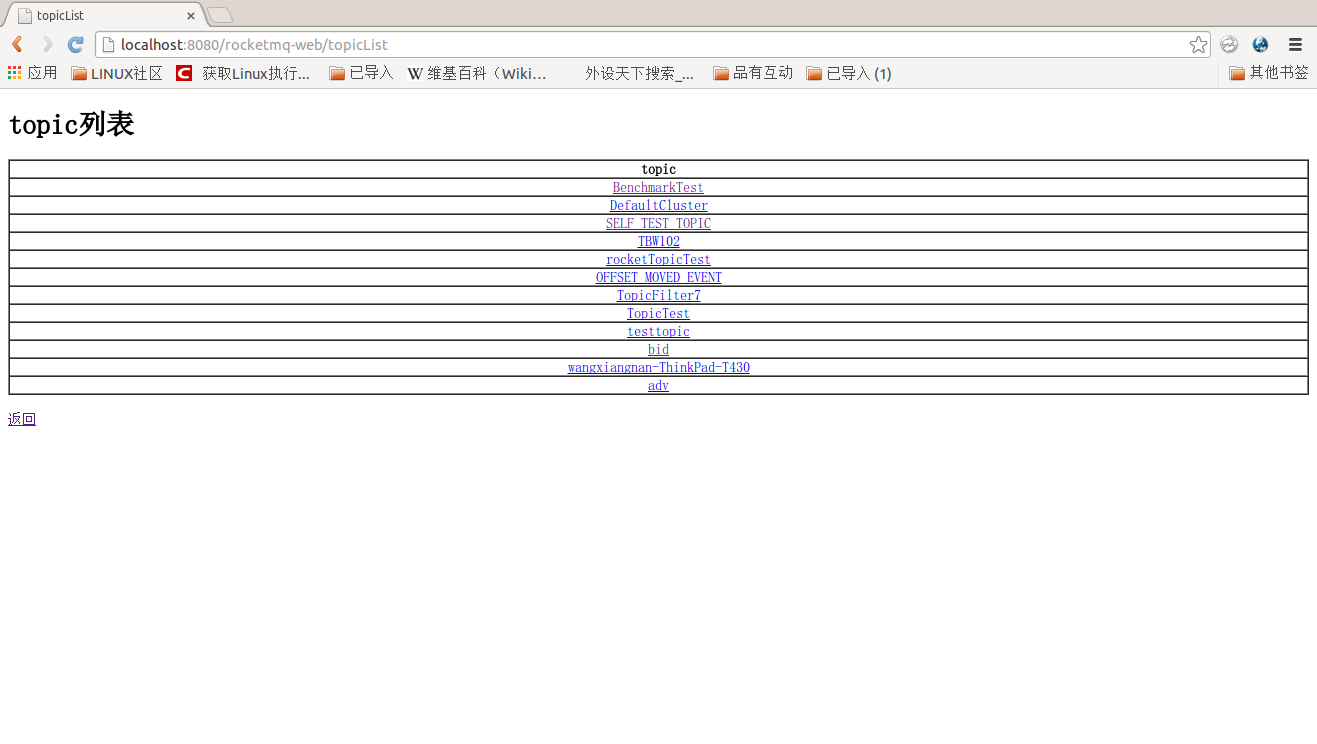 topicList
localhost:8080/rocketmq-web/topicList
应用 LINUX社区 获取Linux执行... 已导入 W 维基百科（Wiki... 外设天下搜索_... 品有互动 已导入 (1) 其他书签
topic列表
topic
BenchmarkTest
DefaultCluster
SELF_TEST_TOPIC
TBW102
rocketTopicTest
OFFSET_MOVED_EVENT
TopicFilter7
TopicTest
testtopic
bid
wangxiangnan-ThinkPad-T430
adv
返回